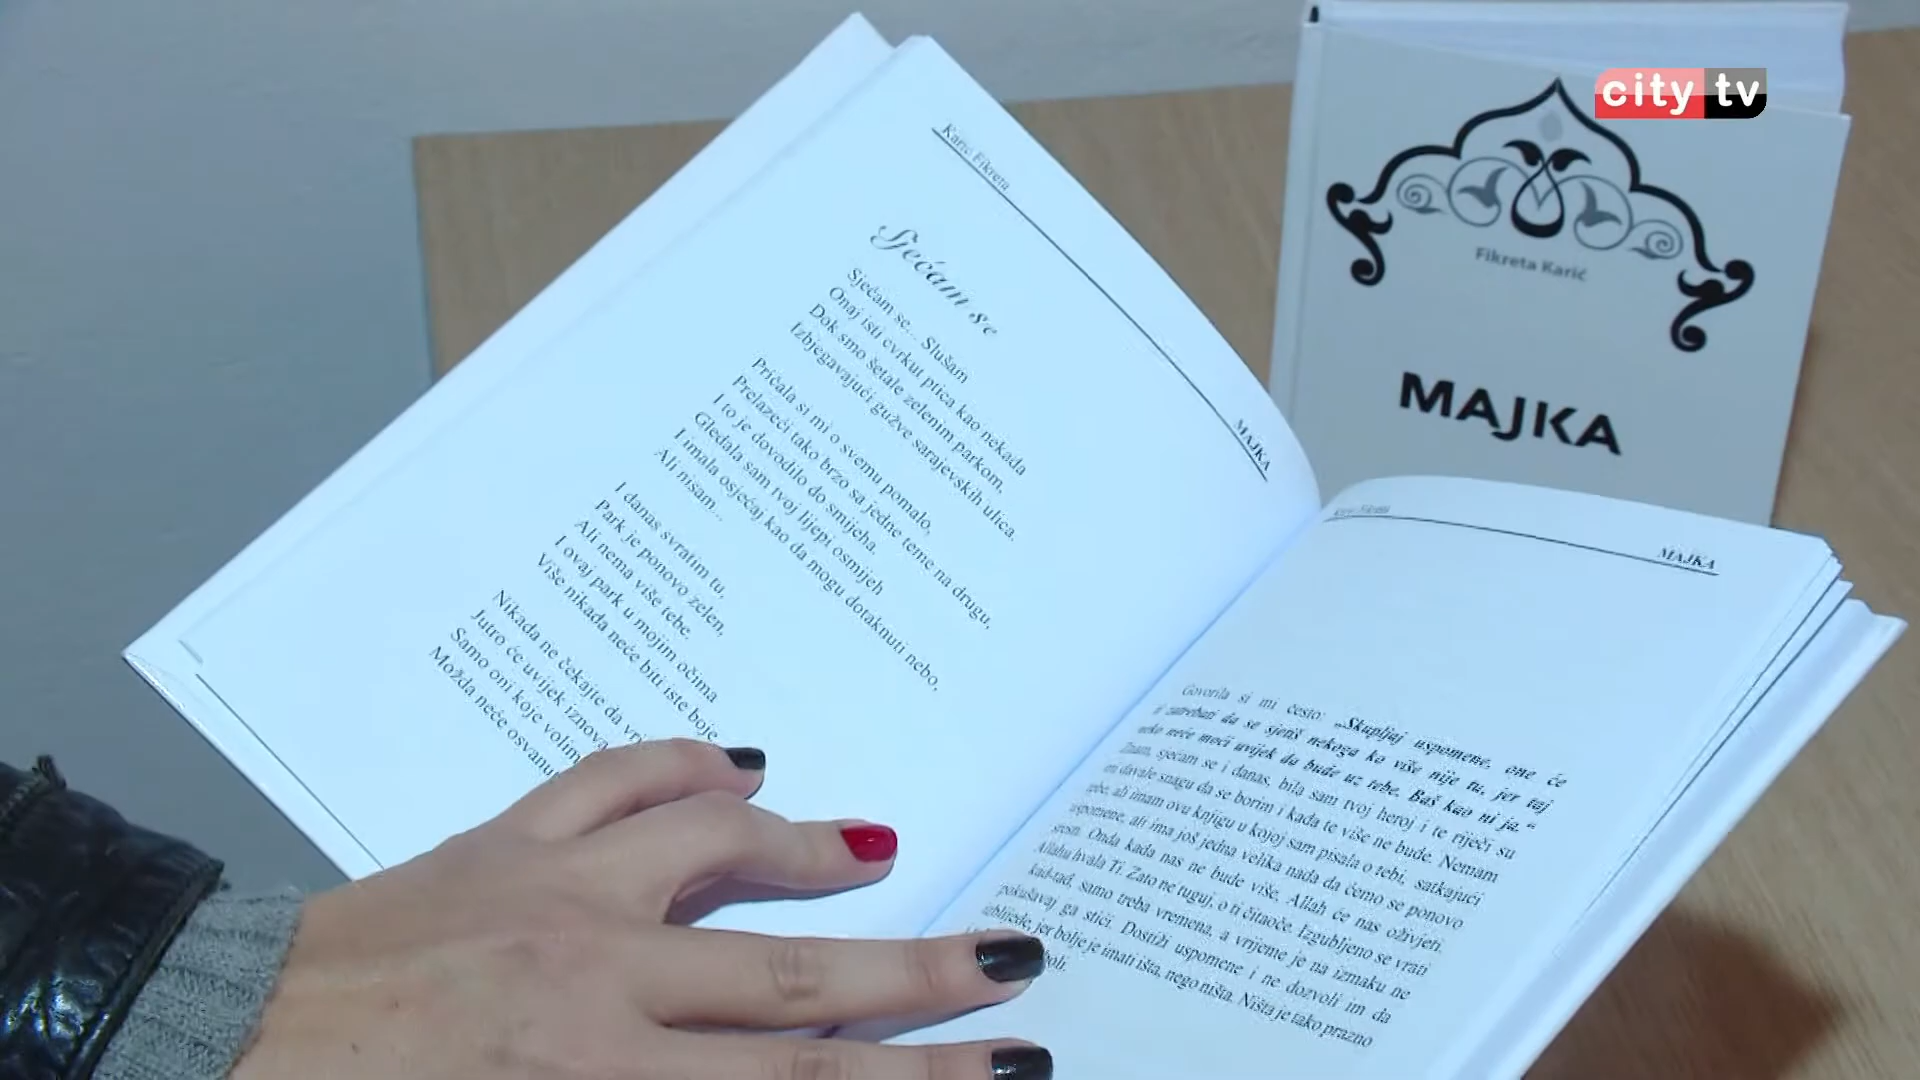 city tv
Fikreta Karić
MAJKA
Karić Fikreta
MAJKA
Sjećam se
Sjećam se... Slušam
Onaj isti cvrkut ptica kao nekada
Dok smo šetale zelenim parkom,
Izbjegavajući gužve sarajevskih ulica.
Pričala si mi o svemu pomalo,
Prelazeći tako brzo sa jedne teme na drugu,
I to je dovodilo do smijeha.
Gledala sam tvoj lijepi osmijeh
I imala osjećaj kao da mogu dotaknuti nebo,
Ali nisam...
I danas svratim tu,
Park je ponovo zelen,
Ali nema više tebe.
I ovaj park u mojim očima
Više nikada neće biti iste boje
Nikada ne čekajte da
Jutro će uvijek iznova
Samo oni koje volim
Možda neće
MAJKA
Govorila si mi često: „Skupljaj uspomene, one će
ti zatrebati da se sjetiš nekoga ko više nije tu, jer taj
neko neće moći uvijek da bude uz tebe. Baš kao ni ja.“
Znam, sjećam se i danas, bila sam tvoj heroj i te riječi su
mi davale snagu da se borim i kada te više ne bude. Nemam
tebe, ali imam ovu knjigu u kojoj sam pisala o tebi, satkajući
uspomene, ali ima još jedna velika nada da ćemo se ponovo
sresti. Onda kada nas ne bude više, Allah će nas oživjeti.
Allahu hvala Ti. Zato ne tuguj, o ti čitaoče. Izgubljeno se vrati
kad-tad, samo treba vremena, a vrijeme je na izmaku ne
pokušavaj ga stići. Dostiži uspomene i ne dozvoli im da
izblijede, jer bolje je imati išta, nego ništa. Ništa je tako prazno